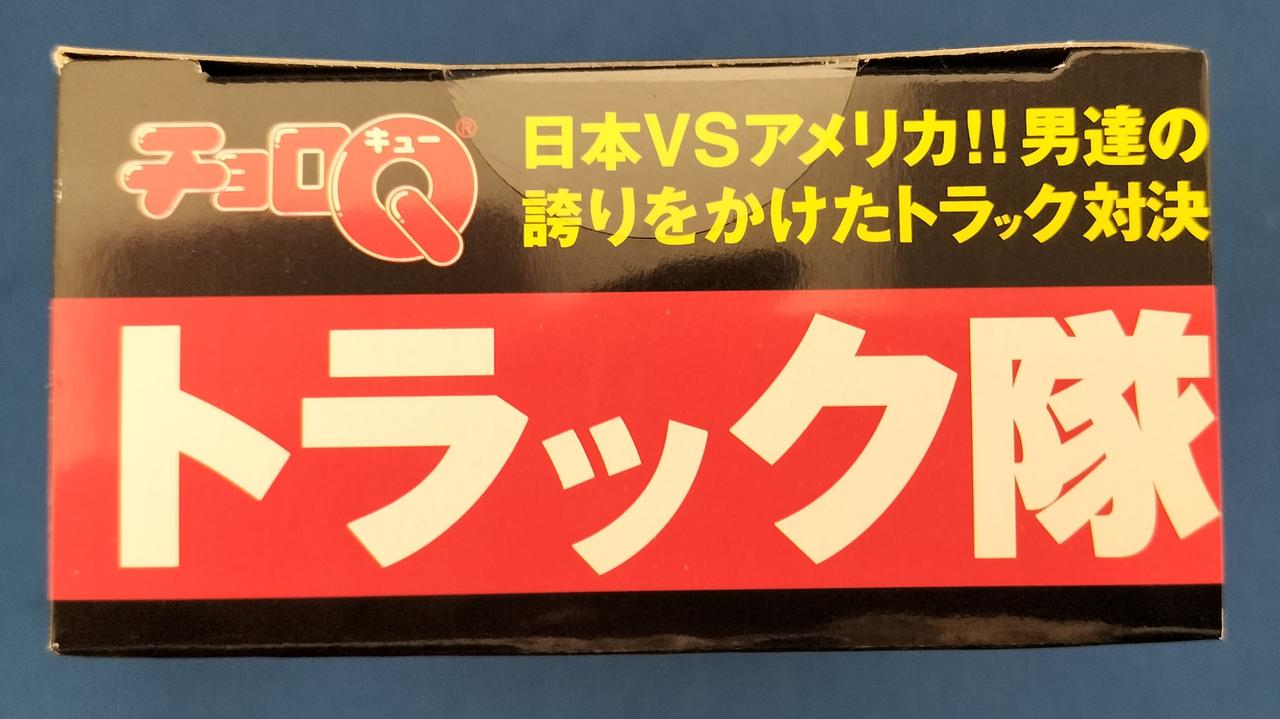 チョロQ®
キュー
日本VSアメリカ!!男達の
誇りをかけたトラック対決
トラック隊